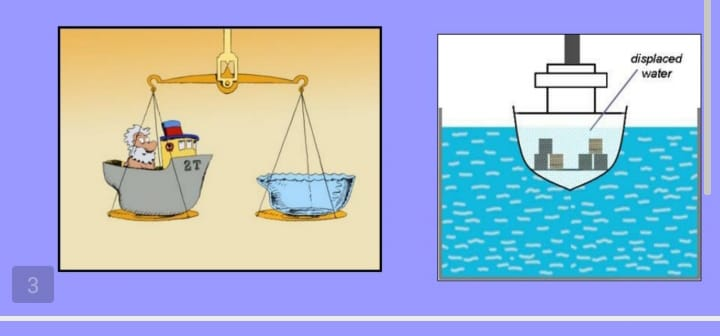 2T
displaced
water
3